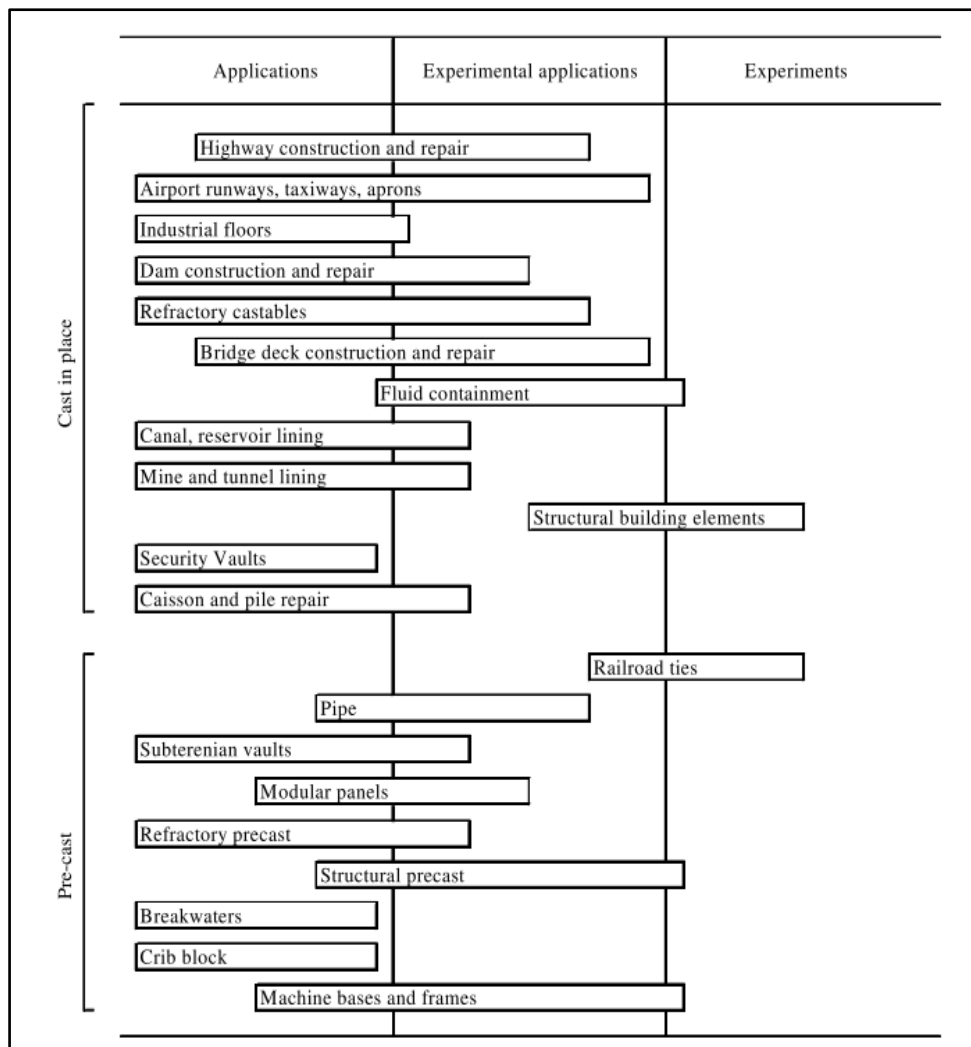 Applications Experimental applications Experiments
Cast in place
Highway construction and repair
Airport runways, taxiways, aprons
Industrial floors
Dam construction and repair
Refractory castables
Bridge deck construction and repair
Fluid containment
Canal, reservoir lining
Mine and tunnel lining
Structural building elements
Security Vaults
Caisson and pile repair
Pre-cast
Railroad ties
Pipe
Subterenian vaults
Modular panels
Refractory precast
Structural precast
Breakwaters
Crib block
Machine bases and frames